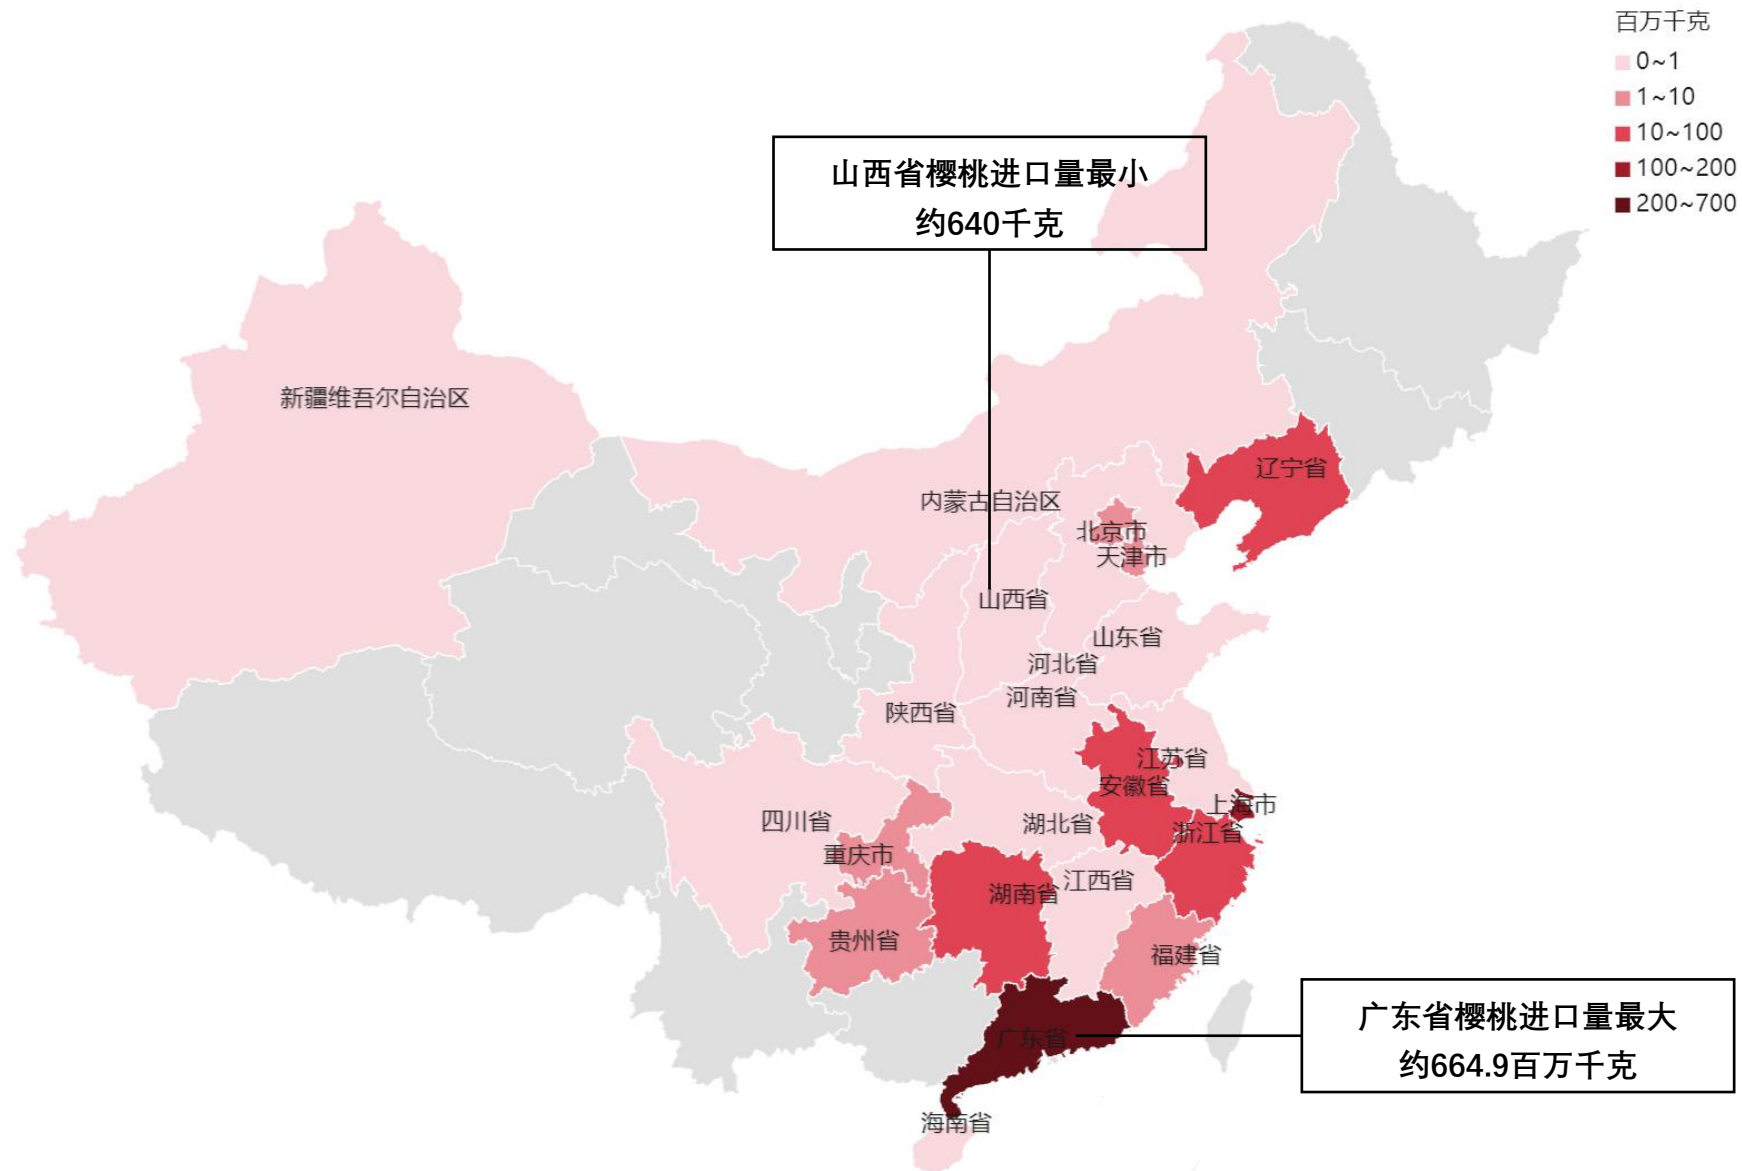 百万千克
0~1
1~10
10~100
100~200
200~700
山西省樱桃进口量最小
约640千克
新疆维吾尔自治区
辽宁省
内蒙古自治区
北京市
天津市
山西省
山东省
河北省
河南省
陕西省
江苏省
安徽省
上海市
四川省
湖北省
浙江省
重庆市
江西省
湖南省
贵州省
福建省
广东省樱桃进口量最大
约664.9百万千克
广东省
海南省